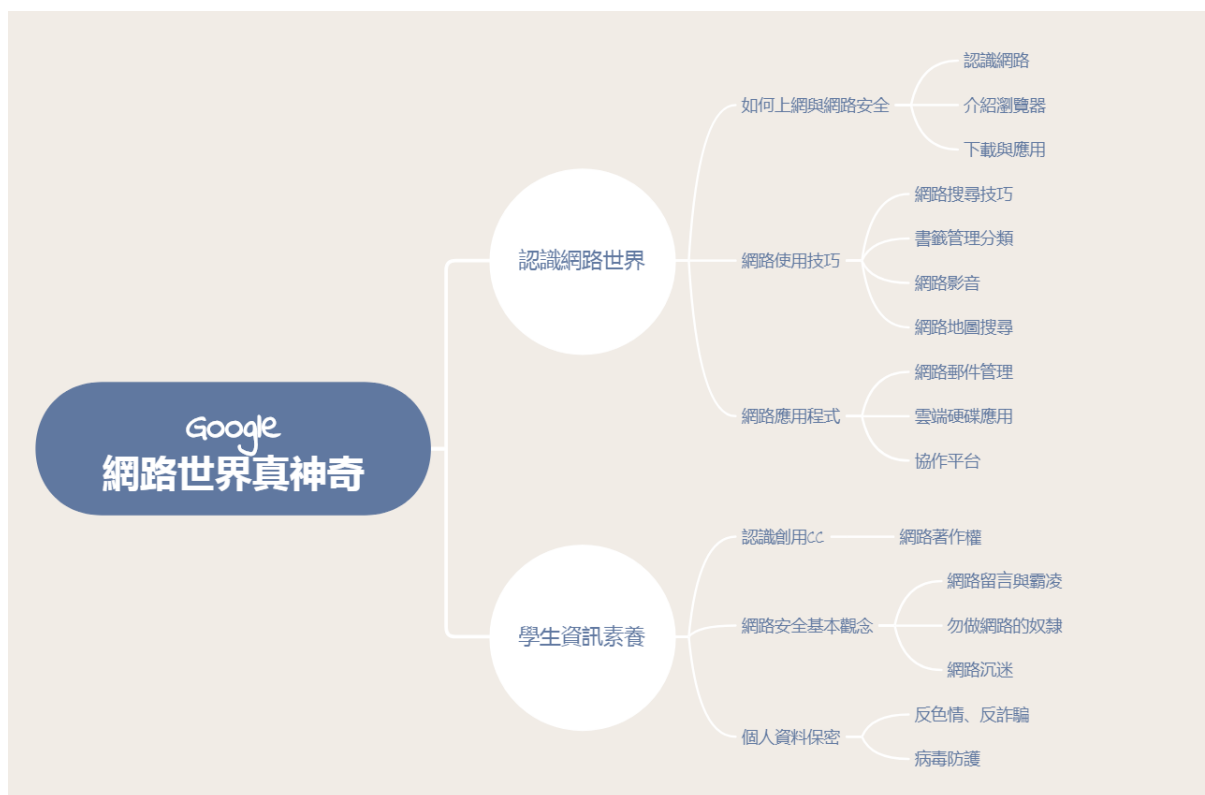 Google
網路世界真神奇
認識網路世界
如何上網與網路安全
認識網路
介紹瀏覽器
下載與應用
網路使用技巧
網路搜尋技巧
書籤管理分類
網路影音
網路地圖搜尋
網路應用程式
網路郵件管理
雲端硬碟應用
協作平台
學生資訊素養
認識創用CC
網路著作權
網路安全基本觀念
網路留言與霸凌
勿做網路的奴隸
網路沉迷
個人資料保密
反色情、反詐騙
病毒防護